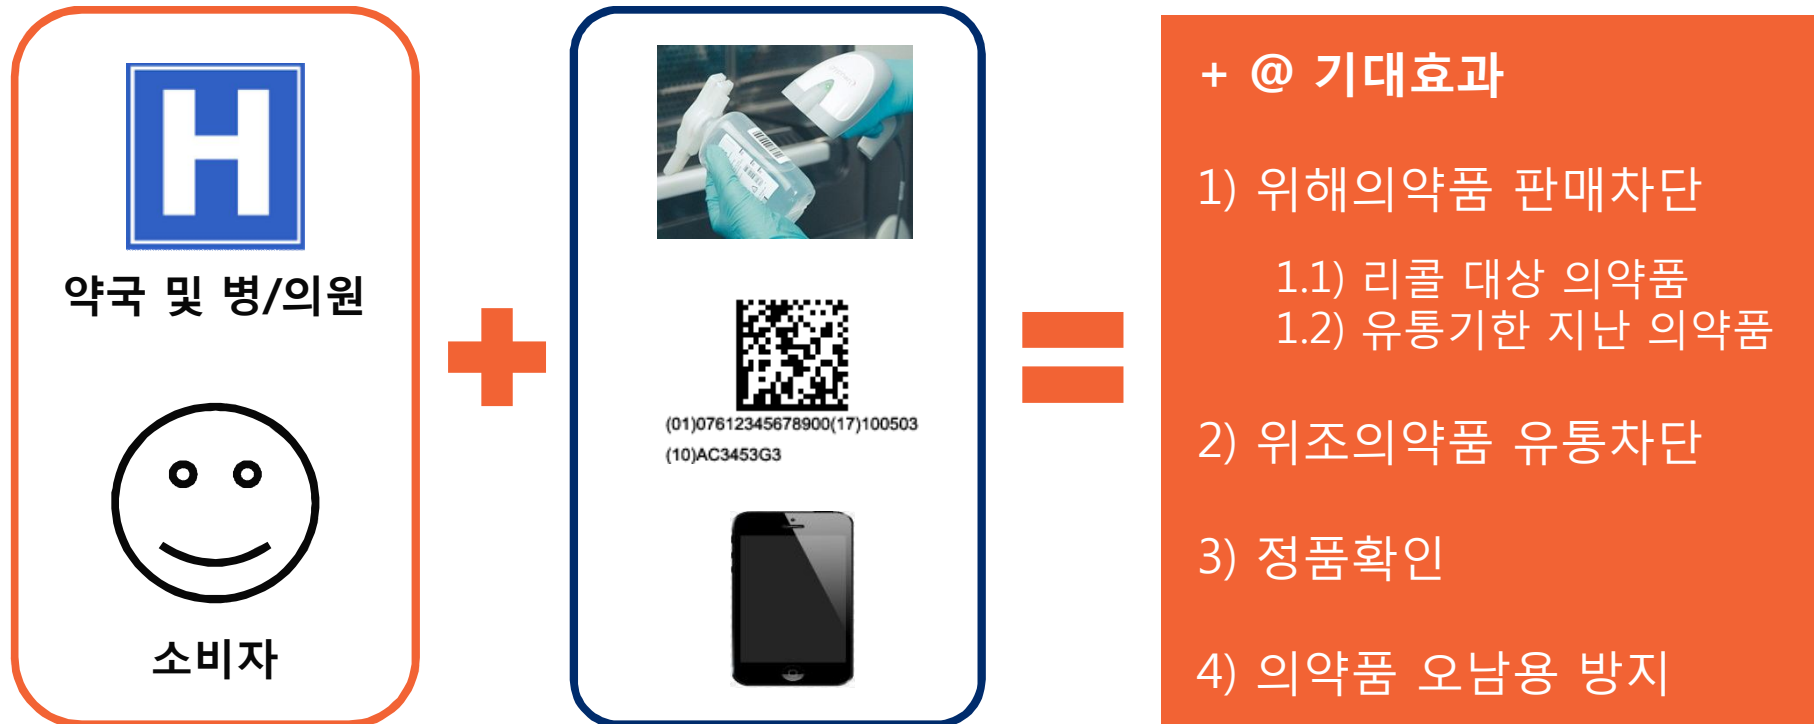 H
약국 및 병/의원
소비자
(01)07612345678900(17)100503
(10)AC3453G3
+ @ 기대효과
1) 위해의약품 판매차단
1.1) 리콜 대상 의약품
1.2) 유통기한 지난 의약품
2) 위조의약품 유통차단
3) 정품확인
4) 의약품 오남용 방지